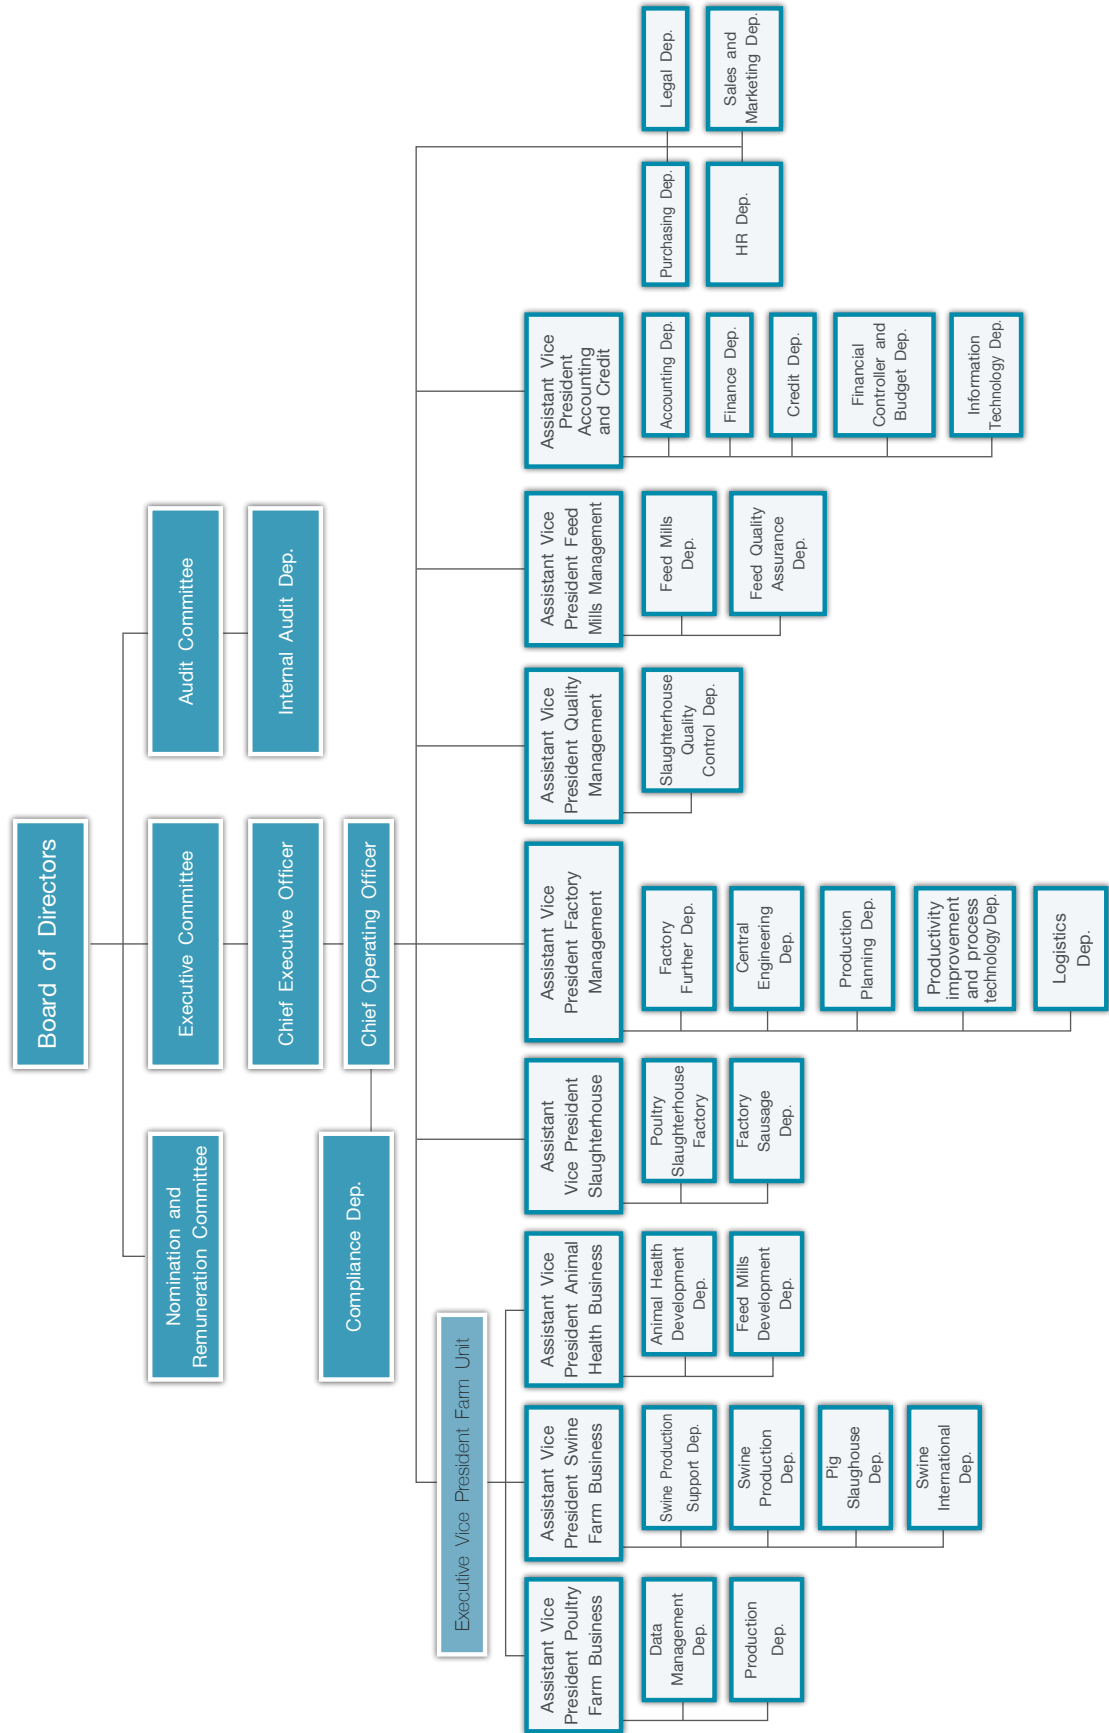 Board of Directors
Nomination and
Remuneration Committee
Executive Committee
Audit Committee
Chief Executive Officer
Internal Audit Dep.
Compliance Dep.
Chief Operating Officer
Executive Vice President Farm Unit
Assistant Vice
President Poultry
Farm Business
Data
Management
Dep.
Production
Dep.
Assistant Vice
President Swine
Farm Business
Swine Production
Support Dep.
Swine
Production
Dep.
Pig
Slaughouse
Dep.
Swine
International
Dep.
Assistant Vice
President Animal
Health Business
Animal Health
Development
Dep.
Feed Mills
Development
Dep.
Assistant
Vice President
Slaughterhouse
Poultry
Slaughterhouse
Factory
Factory
Sausage
Dep.
Assistant Vice
President Factory
Management
Factory
Further Dep.
Central
Engineering
Dep.
Production
Planning Dep.
Productivity
improvement
and process
technology Dep.
Logistics
Dep.
Assistant Vice
President Quality
Management
Slaughterhouse
Quality
Control Dep.
Assistant Vice
President Feed
Mills Management
Feed Mills
Dep.
Feed Quality
Assurance
Dep.
Assistant Vice
President
Accounting
and Credit
Accounting Dep.
Finance Dep.
Credit Dep.
Financial
Controller and
Budget Dep.
Information
Technology Dep.
Purchasing Dep.
Legal Dep.
HR Dep.
Sales and
Marketing Dep.